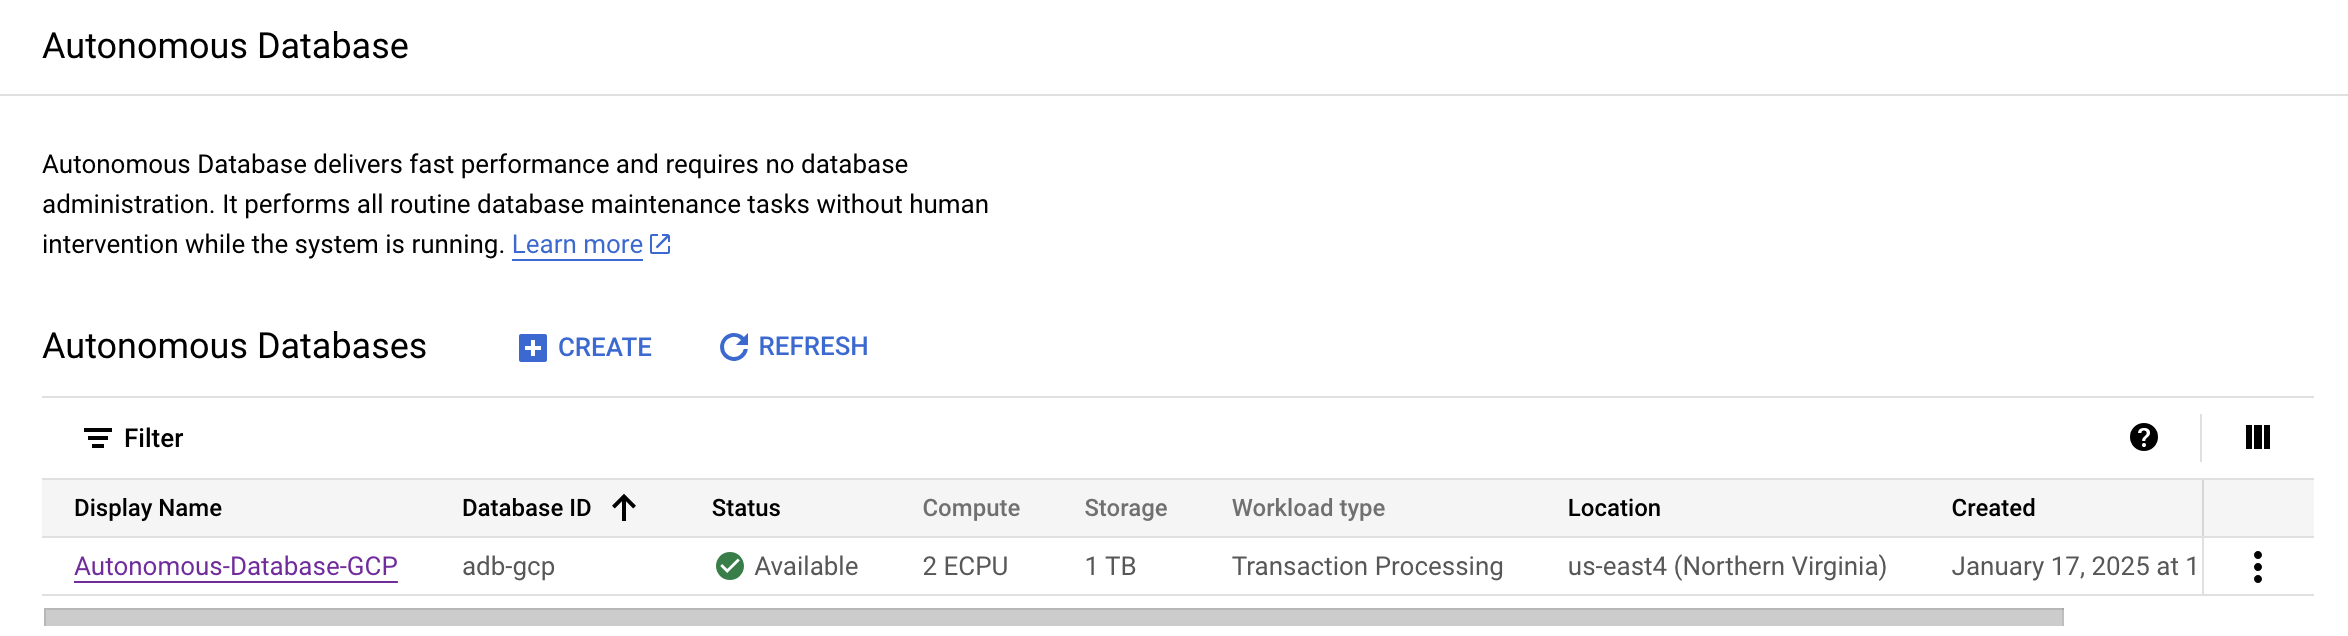 Autonomous Database
Autonomous Database delivers fast performance and requires no database
administration. It performs all routine database maintenance tasks without human
intervention while the system is running. Learn more
Autonomous Databases CREATE REFRESH
Filter
Display Name Database ID Status Compute Storage Workload type Location Created
Autonomous-Database-GCP adb-gcp Available 2 ECPU 1 TB Transaction Processing us-east4 (Northern Virginia) January 17, 2025 at 1